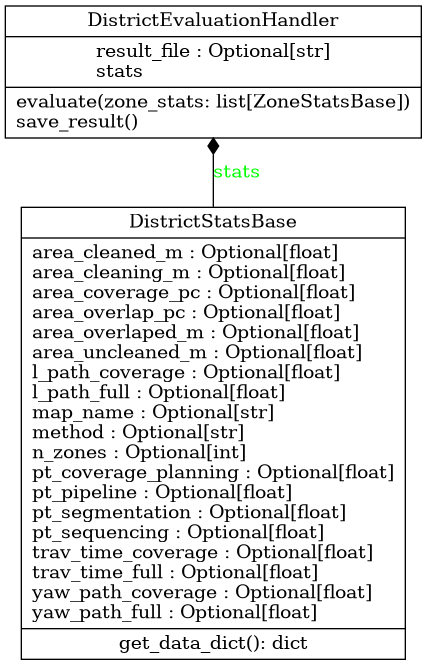 DistrictEvaluationHandler
result_file : Optional[str]
stats
evaluate(zone_stats: list[ZoneStatsBase])
save_result()
stats
DistrictStatsBase
area_cleaned_m : Optional[float]
area_cleaning_m : Optional[float]
area_coverage_pc : Optional[float]
area_overlap_pc : Optional[float]
area_overlaped_m : Optional[float]
area_uncleaned_m : Optional[float]
l_path_coverage : Optional[float]
l_path_full : Optional[float]
map_name : Optional[str]
method : Optional[str]
n_zones : Optional[int]
pt_coverage_planning : Optional[float]
pt_pipeline : Optional[float]
pt_segmentation : Optional[float]
pt_sequencing : Optional[float]
trav_time_coverage : Optional[float]
trav_time_full : Optional[float]
yaw_path_coverage : Optional[float]
yaw_path_full : Optional[float]
get_data_dict(): dict